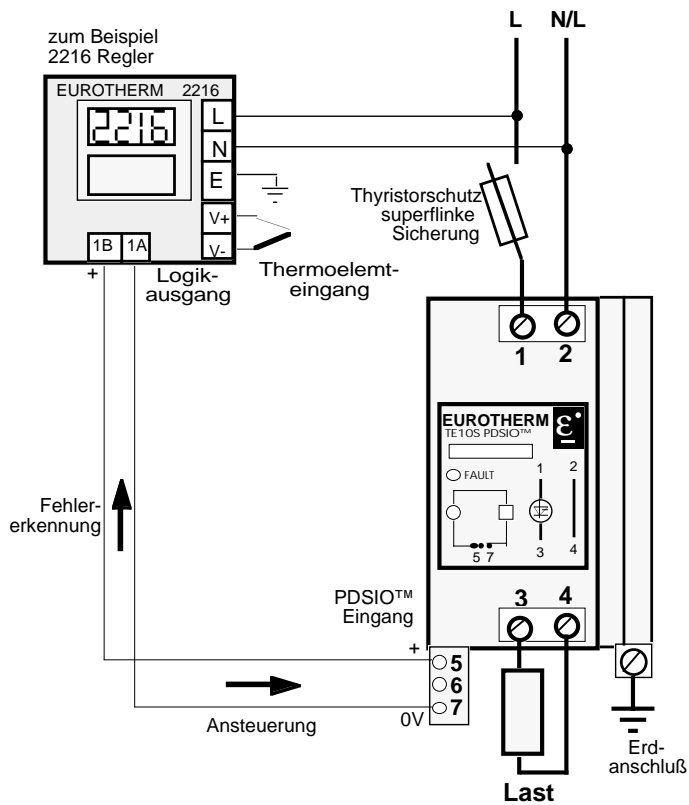 L N/L
zum Beispiel
2216 Regler
EUROTHERM 2216
2216
L
N
E
V+
V-
1B 1A
+
Logik-
ausgang
Thermoelemt-
eingang
Thyristorschutz
superflinke
Sicherung
1 2
EUROTHERM ε
TE10S PDSIO™
FAULT
1 2
3 4
5 7
Fehler-
erkennung
PDSIO™
Eingang
3 4
+
5
6
7
0V
Ansteuerung
Erd-
anschluß
Last